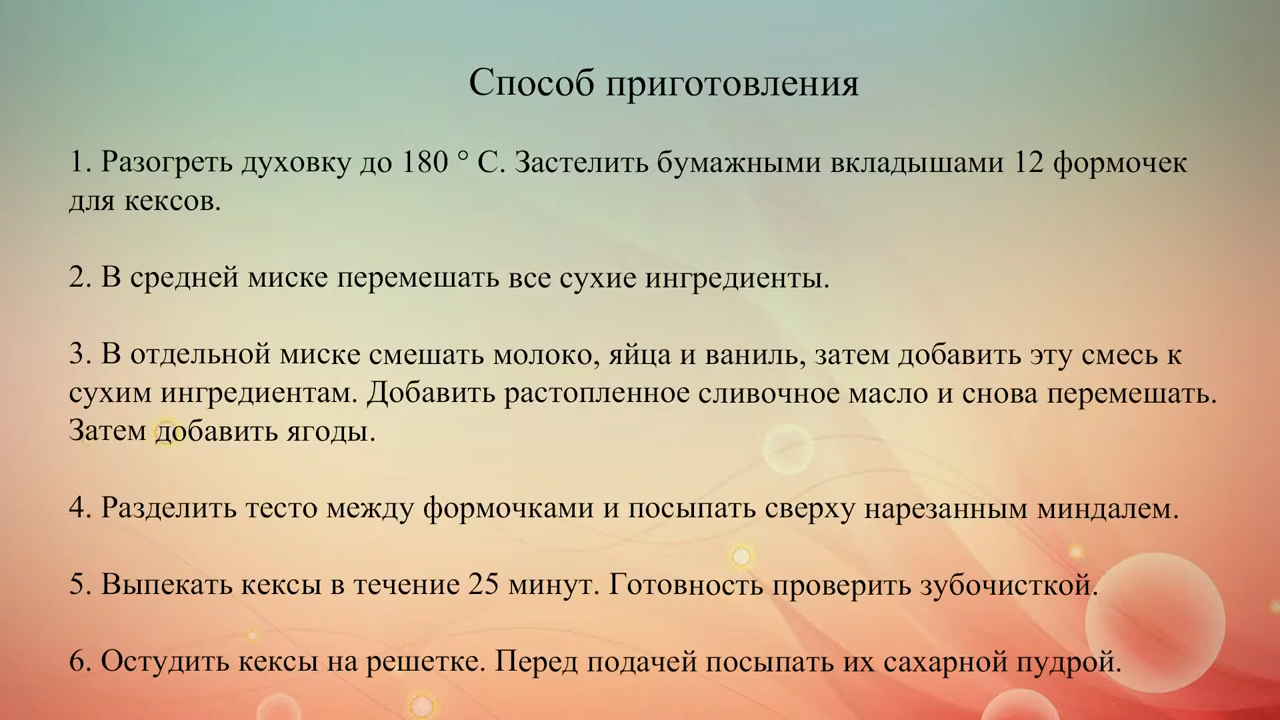 Способ приготовления
1. Разогреть духовку до 180 ° С. Застелить бумажными вкладышами 12 формочек
для кексов.
2. В средней миске перемешать все сухие ингредиенты.
3. В отдельной миске смешать молоко, яйца и ваниль, затем добавить эту смесь к
сухим ингредиентам. Добавить растопленное сливочное масло и снова перемешать.
Затем добавить ягоды.
4. Разделить тесто между формочками и посыпать сверху нарезанным миндалем.
5. Выпекать кексы в течение 25 минут. Готовность проверить зубочисткой.
6. Остудить кексы на решетке. Перед подачей посыпать их сахарной пудрой.